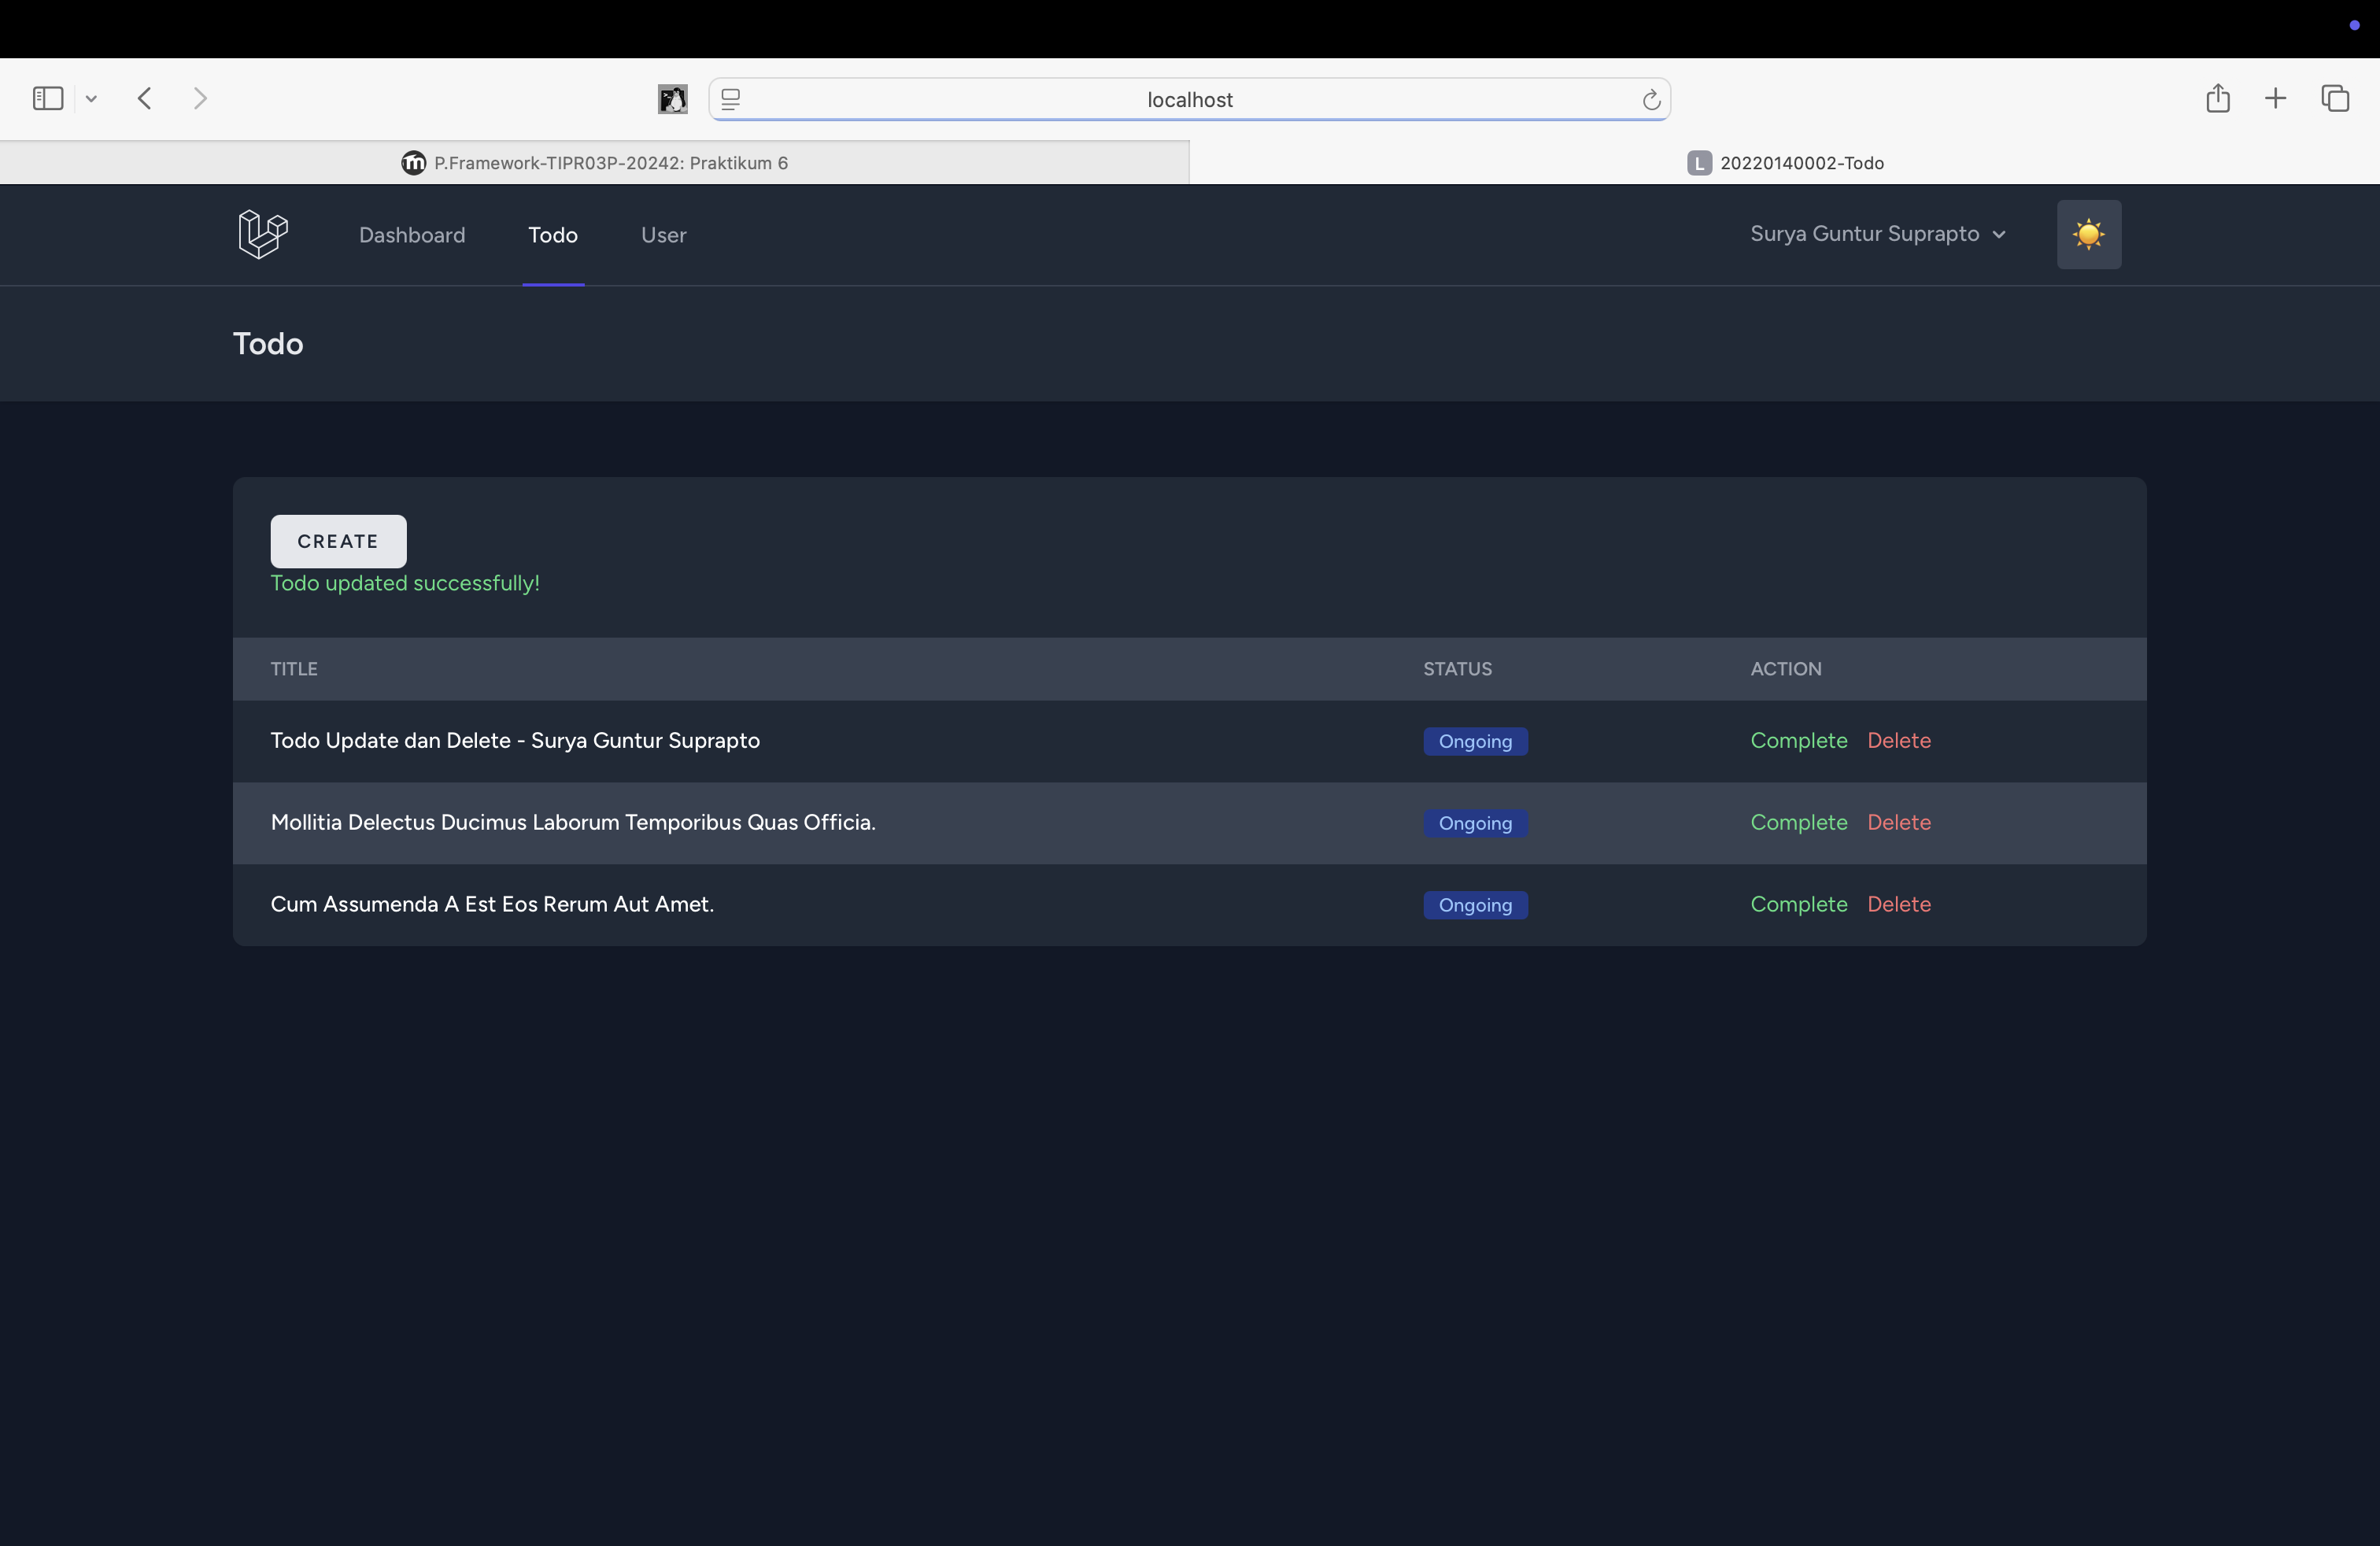 localhost
P.Framework-TIPR03P-20242: Praktikum 6
L 20220140002-Todo
Dashboard Todo User Surya Guntur Suprapto
Todo
CREATE
Todo updated successfully!
TITLE STATUS ACTION
Todo Update dan Delete - Surya Guntur Suprapto Ongoing Complete Delete
Mollitia Delectus Ducimus Laborum Temporibus Quas Officia. Ongoing Complete Delete
Cum Assumenda A Est Eos Rerum Aut Amet. Ongoing Complete Delete